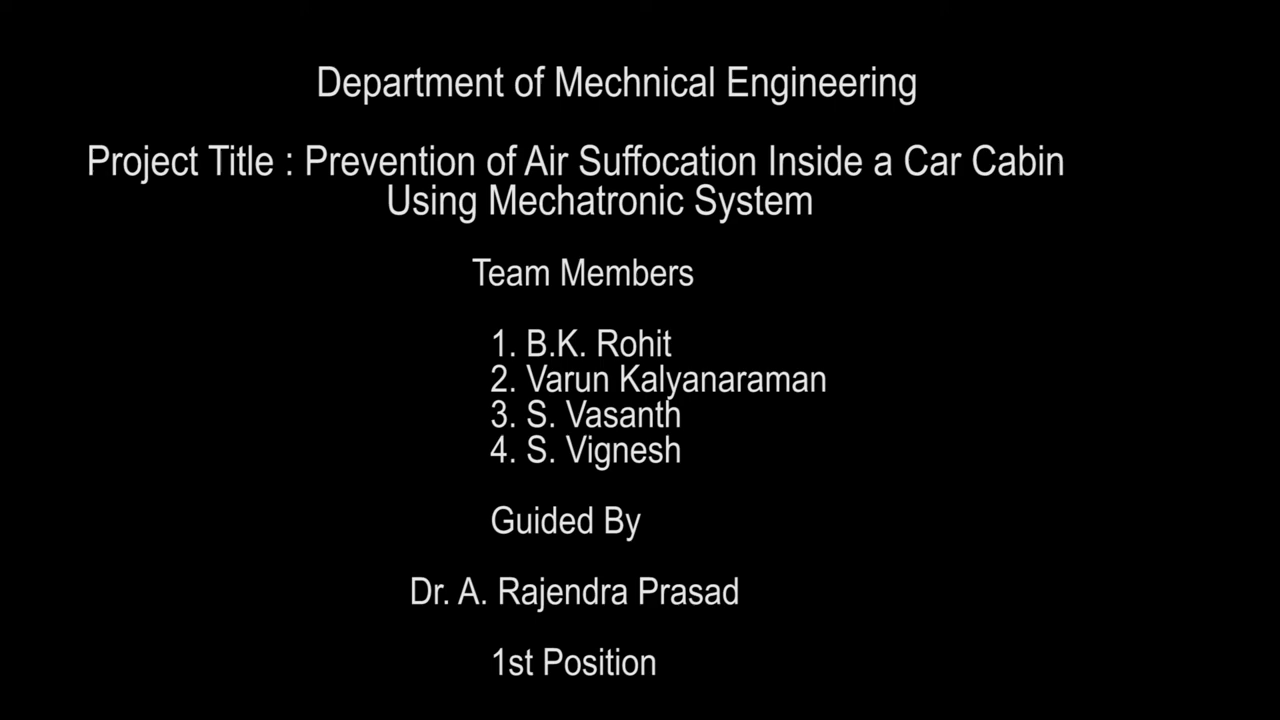 Department of Mechnical Engineering
Project Title : Prevention of Air Suffocation Inside a Car Cabin
Using Mechatronic System
Team Members
1. B.K. Rohit
2. Varun Kalyanaraman
3. S. Vasanth
4. S. Vignesh
Guided By
Dr. A. Rajendra Prasad
1st Position